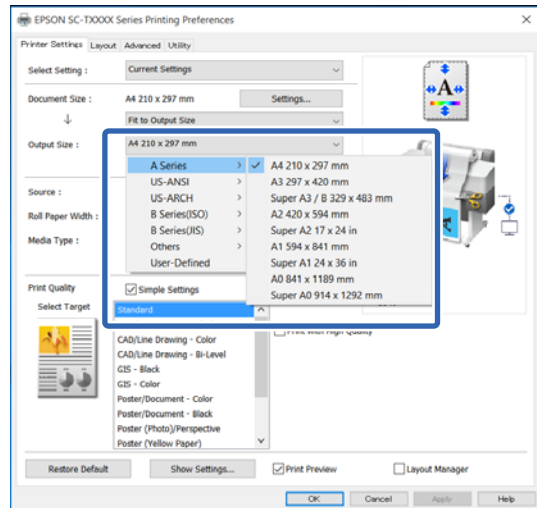 EPSON SC-TXXXX Series Printing Preferences
Printer Settings Layout Advanced Utility
Select Setting : Current Settings
Document Size : A4 210 x 297 mm Settings...
Fit to Output Size
Output Size : A4 210 x 297 mm
A Series A4 210 x 297 mm
US-ANSI A3 297 x 420 mm
Source : US-ARCH Super A3 / B 329 x 483 mm
Roll Paper Width : B Series(ISO) A2 420 x 594 mm
B Series(JIS) Super A2 17 x 24 in
Media Type : Others A1 594 x 841 mm
User-Defined Super A1 24 x 36 in
A0 841 x 1189 mm
Print Quality Simple Settings Super A0 914 x 1292 mm
Select Target Standard
Print with High Quality
CAD/Line Drawing - Color
CAD/Line Drawing - Bi-Level
GIS - Black
GIS - Color
Poster/Document - Color
Poster/Document - Black
Poster (Photo)/Perspective
Poster (Yellow Paper)
Restore Default Show Settings... Print Preview Layout Manager
OK Cancel Apply Help